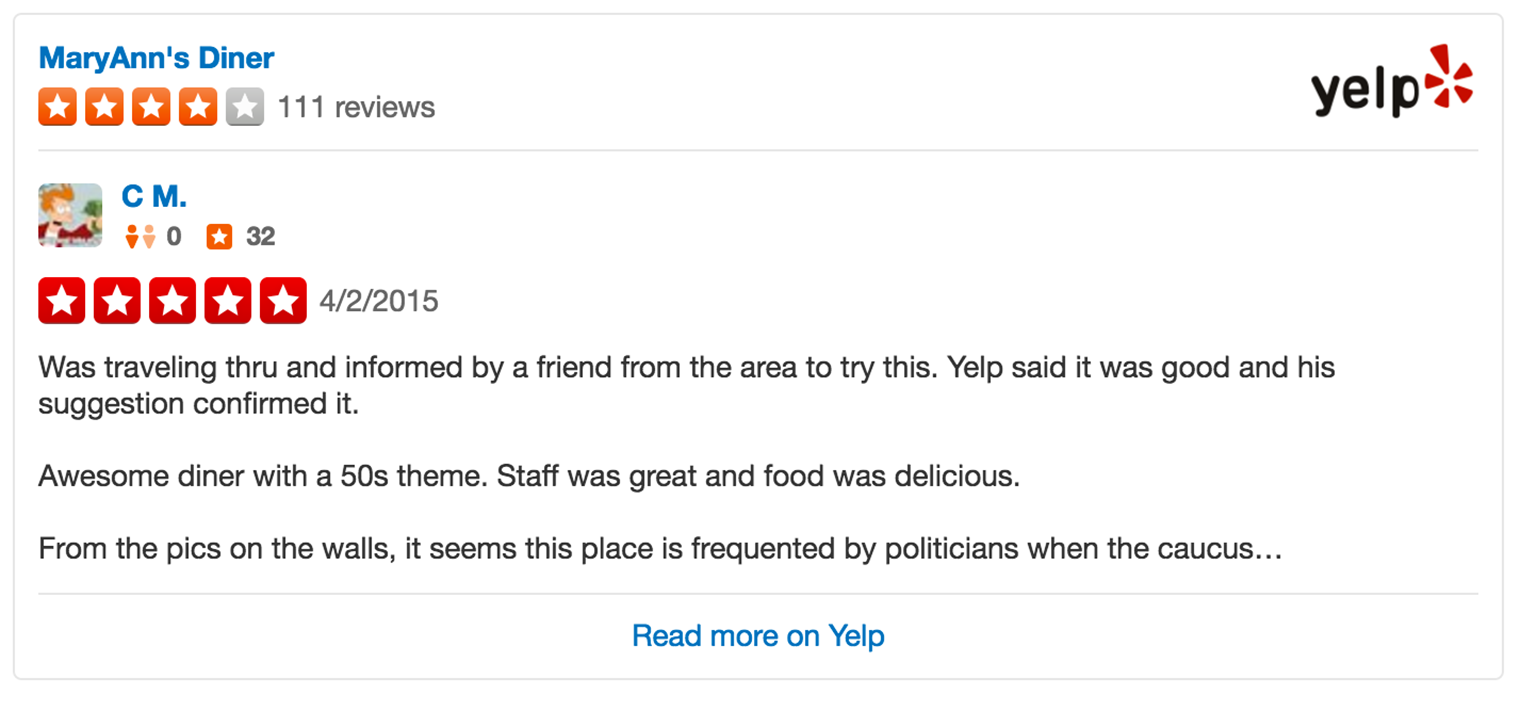 MaryAnn's Diner
yelp
111 reviews
C M.
0 32
4/2/2015
Was traveling thru and informed by a friend from the area to try this. Yelp said it was good and his
suggestion confirmed it.
Awesome diner with a 50s theme. Staff was great and food was delicious.
From the pics on the walls, it seems this place is frequented by politicians when the caucus…
Read more on Yelp